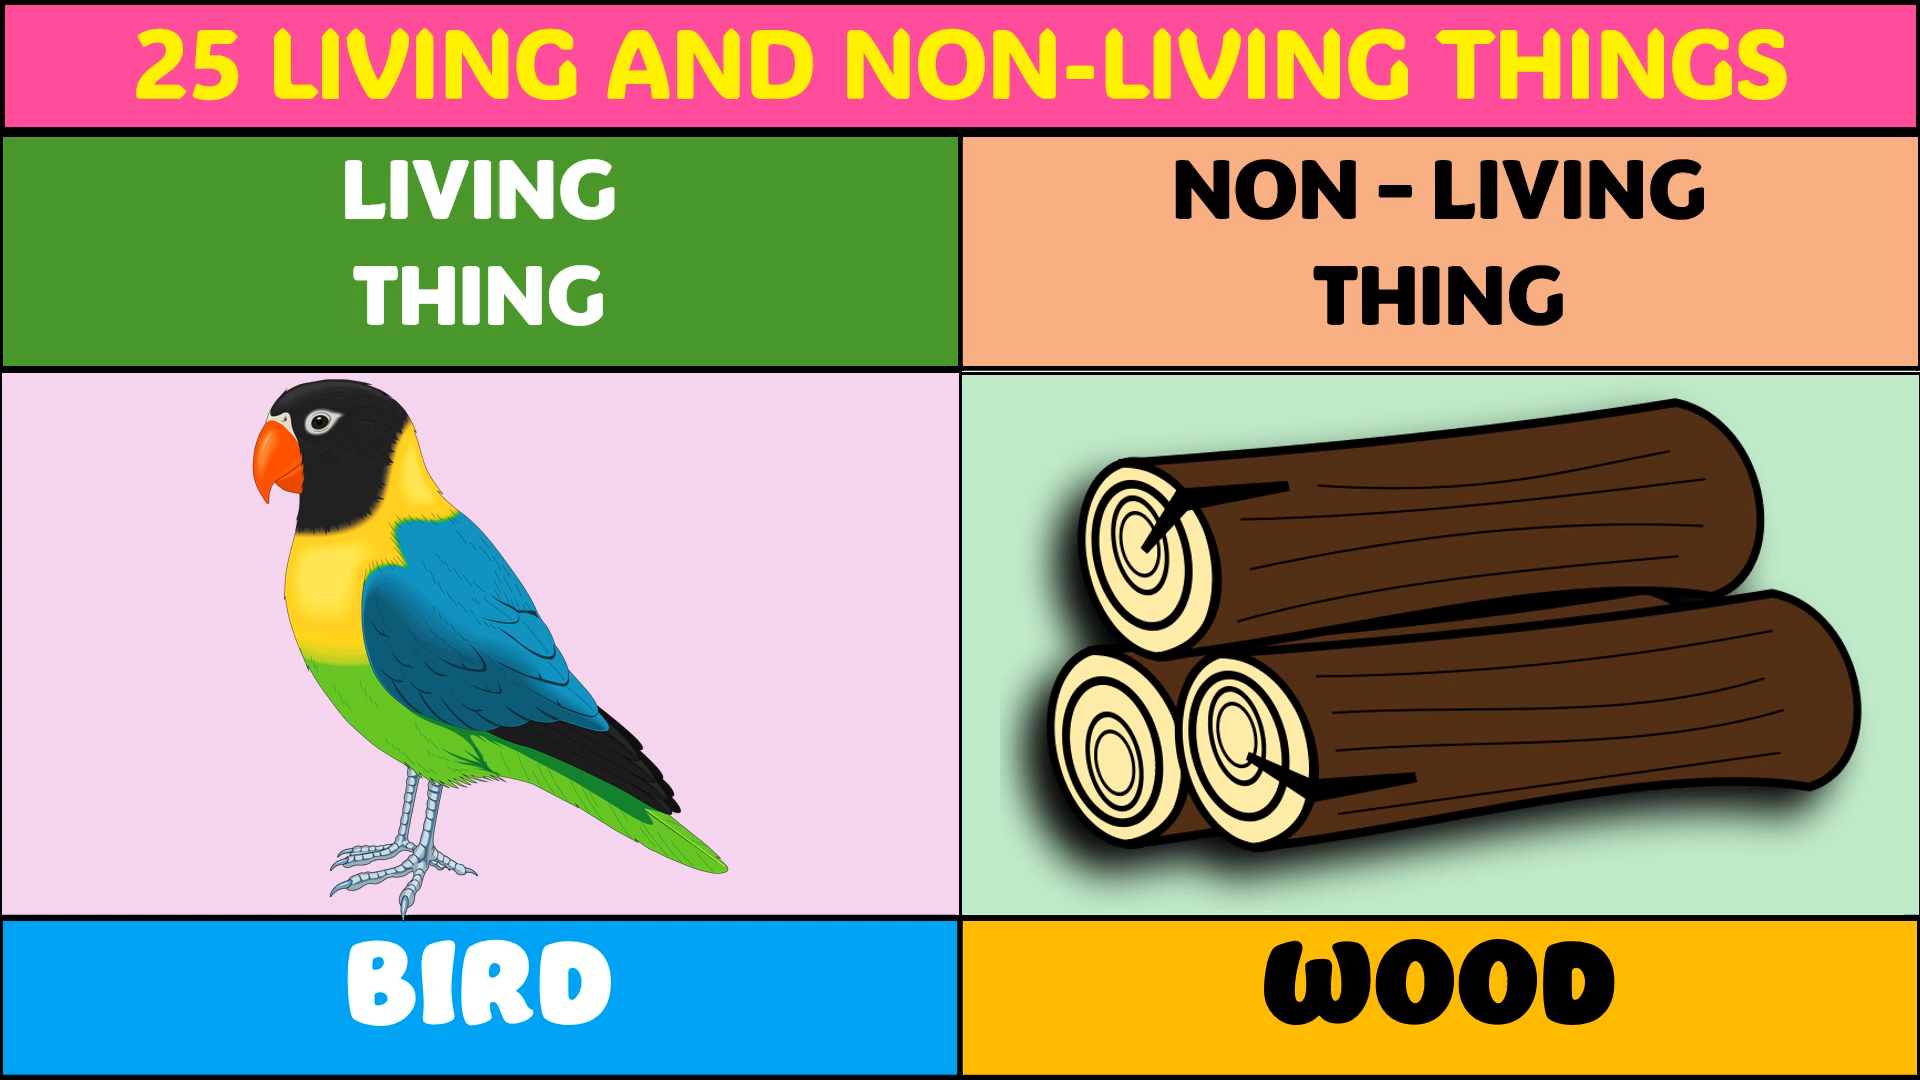 25 LIVING AND NON-LIVING THINGS
LIVING
THING
NON - LIVING
THING
BIRD
WOOD